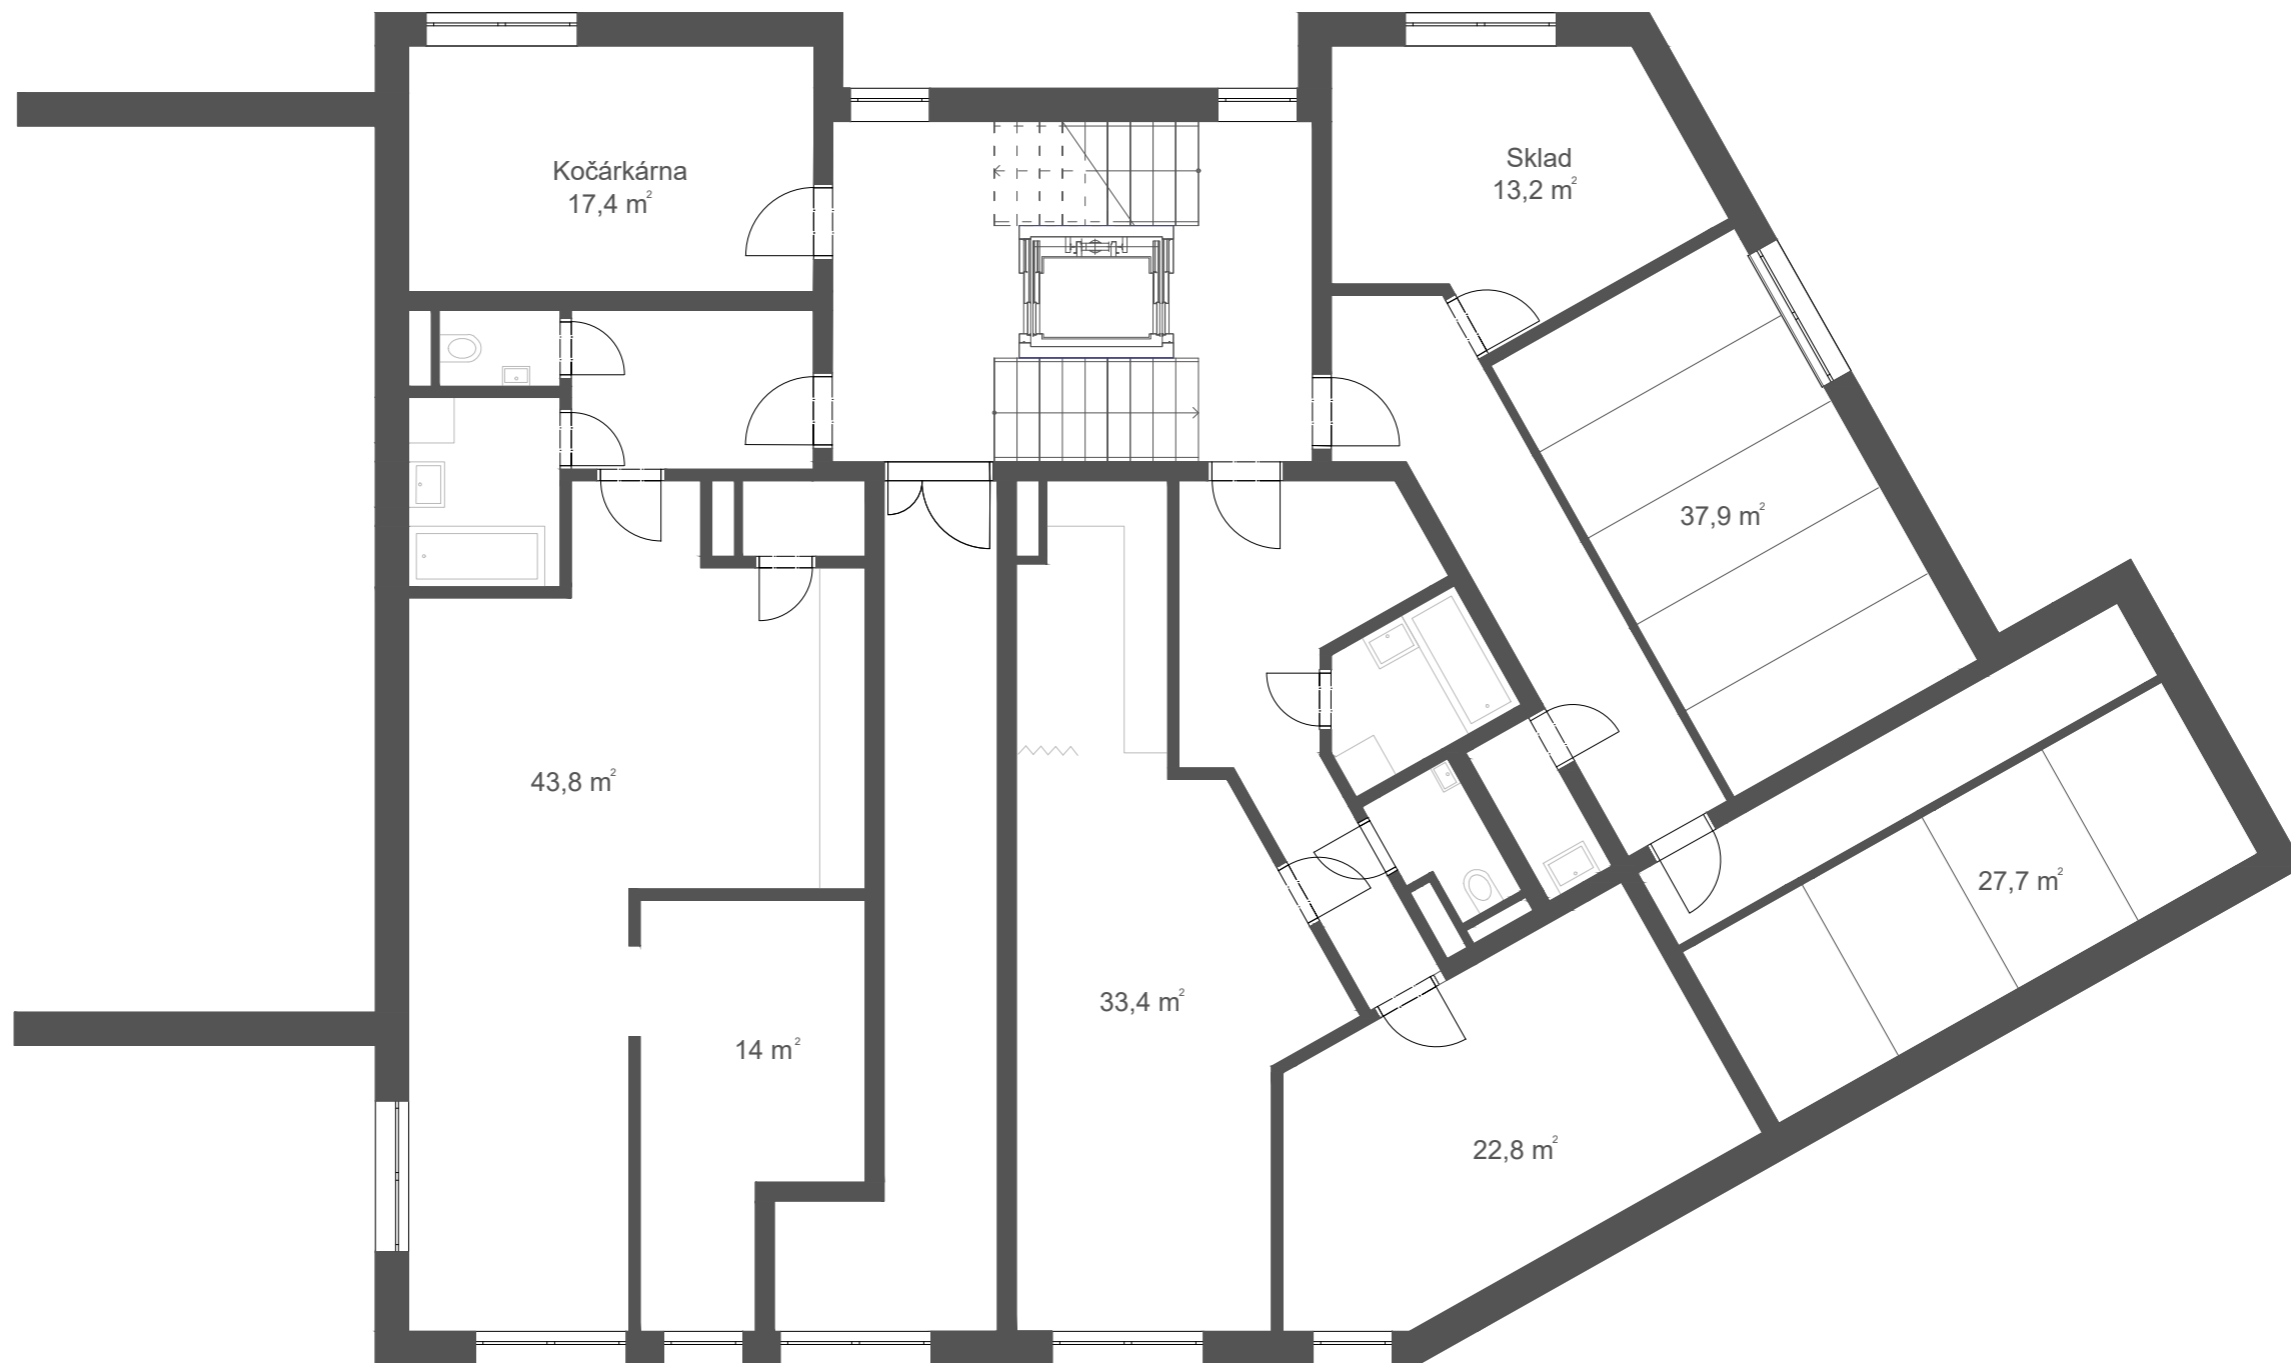 Kočárkárna
17,4 m²
Sklad
13,2 m²
37,9 m²
43,8 m²
27,7 m²
33,4 m²
14 m²
22,8 m²